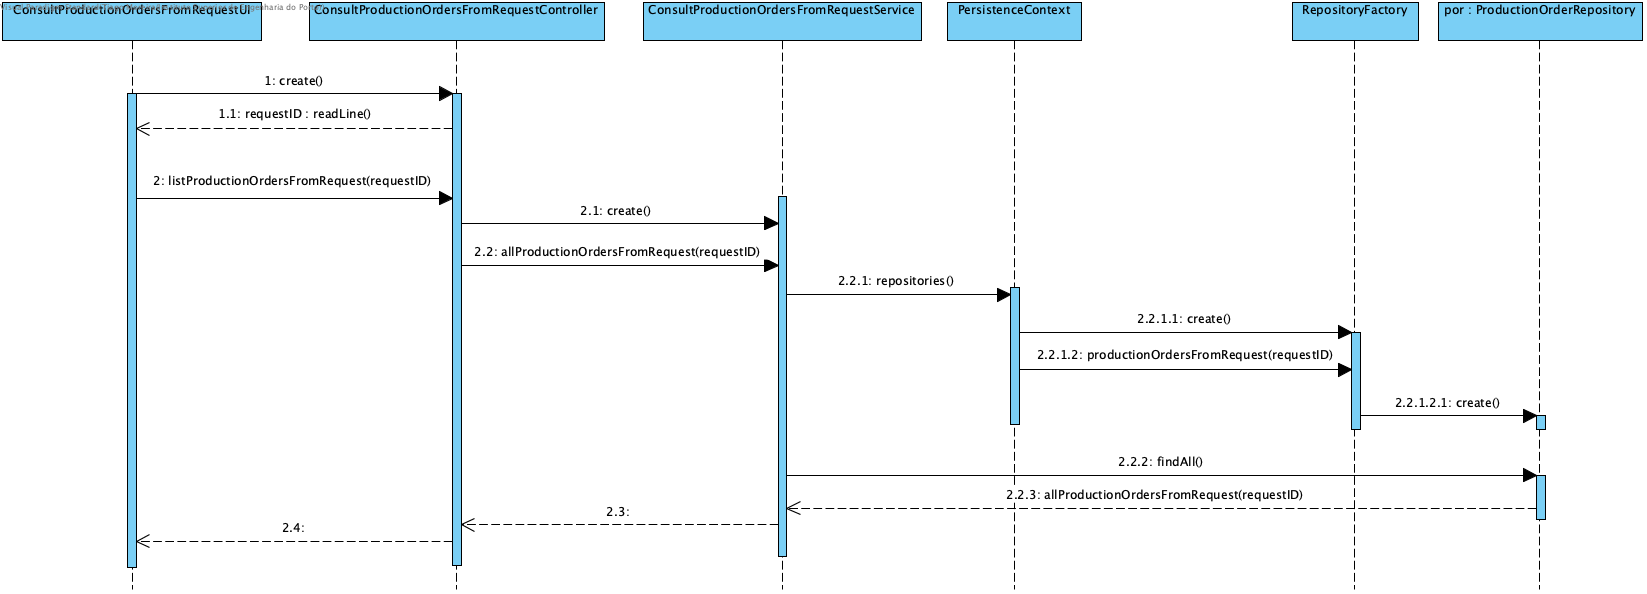 ConsultProductionOrdersFromRequestUI
ConsultProductionOrdersFromRequestController
ConsultProductionOrdersFromRequestService
PersistenceContext
RepositoryFactory
por : ProductionOrderRepository
1: create()
1.1: requestID : readLine()
2: listProductionOrdersFromRequest(requestID)
2.1: create()
2.2: allProductionOrdersFromRequest(requestID)
2.2.1: repositories()
2.2.1.1: create()
2.2.1.2: productionOrdersFromRequest(requestID)
2.2.1.2.1: create()
2.2.2: findAll()
2.2.3: allProductionOrdersFromRequest(requestID)
2.3:
2.4: